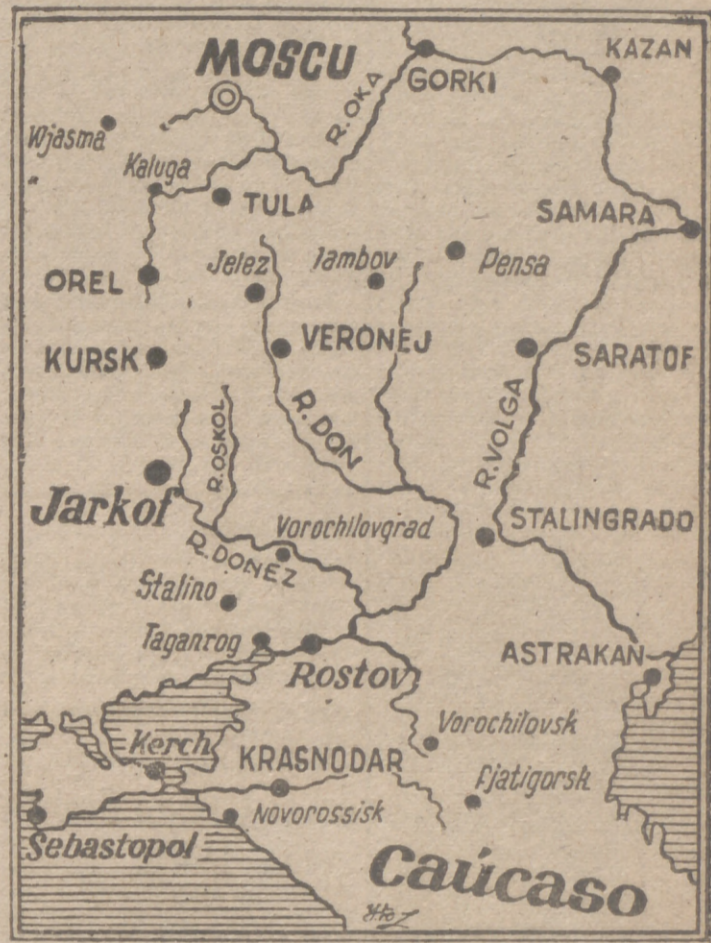 MOSCU
KAZAN
GORKI
R. OKA
Wjasma
Kaluga
TULA
SAMARA
Jelez
Tambov
Pensa
OREL
VERONEJ
KURSK
SARATOF
R. DON
R. OSKOL
R. VOLGA
Jarkof
Vorochilovgrad
STALINGRADO
R. DONEZ
Stalino
Taganrog
Rostov
ASTRAKAN
Vorochilovsk
Kerch
KRASNODAR
Pjatigorsk
Novorossisk
Sebastopol
Caúcaso